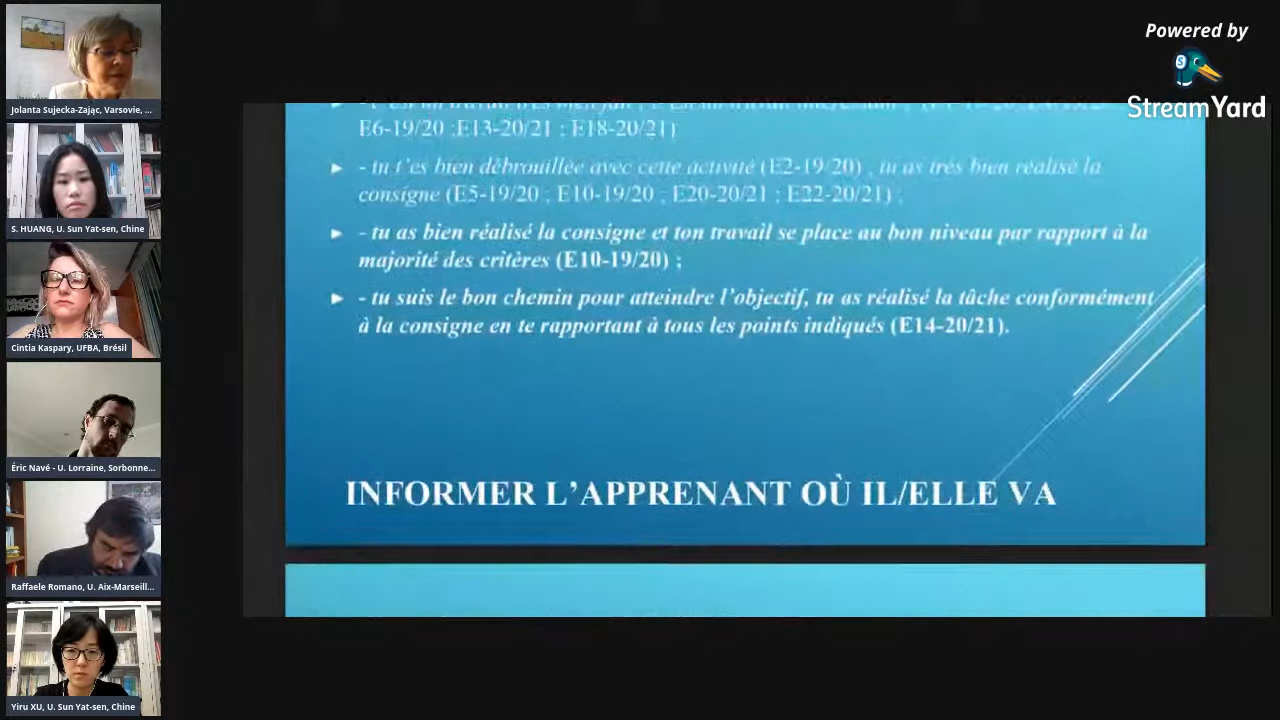 Powered by
StreamYard
Jolanta Sujecka-Zając, Varsovie, ...
S. HUANG, U. Sun Yat-sen, Chine
Cintia Kaspary, UFBA, Brésil
Éric Navé - U. Lorraine, Sorbonne...
Raffaele Romano, U. Aix-Marseill...
Yiru XU, U. Sun Yat-sen, Chine
E6-19/20 ;E13-20/21 ; E18-20/21)
- tu t'es bien débrouillée avec cette activité (E2-19/20) , tu as très bien réalisé la
consigne (E5-19/20 ; E10-19/20 ; E20-20/21 ; E22-20/21) ;
- tu as bien réalisé la consigne et ton travail se place au bon niveau par rapport à la
majorité des critères (E10-19/20) ;
- tu suis le bon chemin pour atteindre l'objectif, tu as réalisé la tâche conformément
à la consigne en te rapportant à tous les points indiqués (E14-20/21).
INFORMER L'APPRENANT OÙ IL/ELLE VA